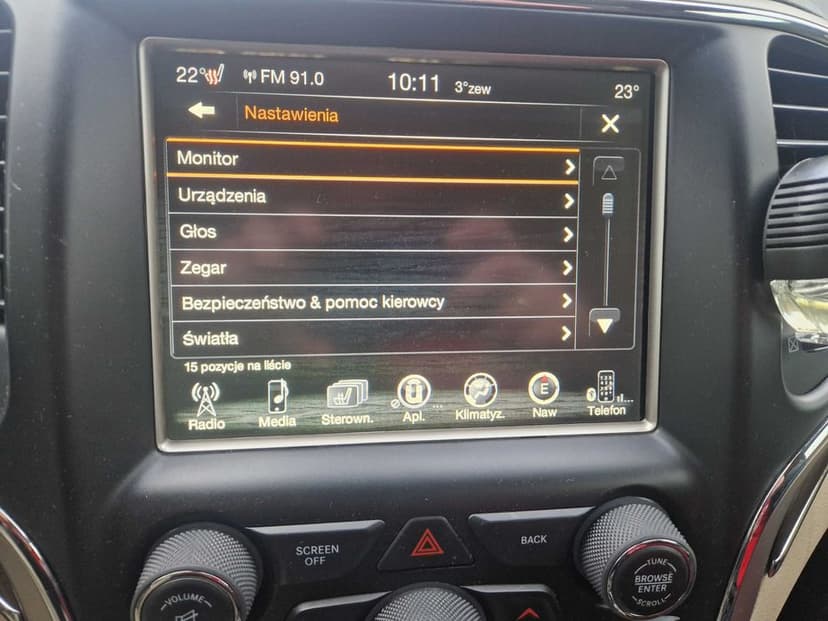 22° FM 91.0 10:11 3°zew 23°
Nastawienia
Monitor
Urządzenia
Głos
Zegar
Bezpieczeństwo & pomoc kierowcy
Światła
15 pozycje na liście
Radio Media Sterown. Apl. ... Klimatyz. E Naw Telefon
SCREEN
OFF
BACK
VOLUME
TUNE
BROWSE
ENTER
SCROLL